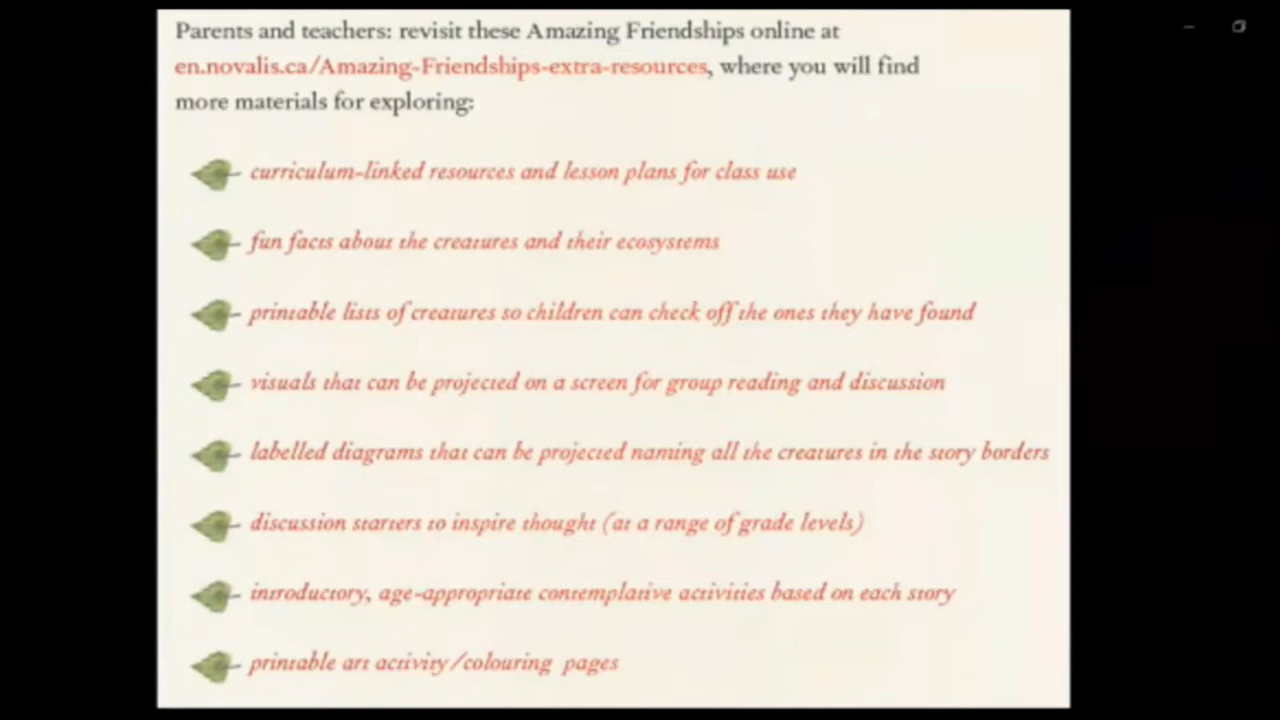 Parents and teachers: revisit these Amazing Friendships online at
en.novalis.ca/Amazing-Friendships-extra-resources, where you will find
more materials for exploring:
curriculum-linked resources and lesson plans for class use
fun facts about the creatures and their ecosystems
printable lists of creatures so children can check off the ones they have found
visuals that can be projected on a screen for group reading and discussion
labelled diagrams that can be projected naming all the creatures in the story borders
discussion starters to inspire thought (at a range of grade levels)
introductory, age-appropriate contemplative activities based on each story
printable art activity/colouring pages